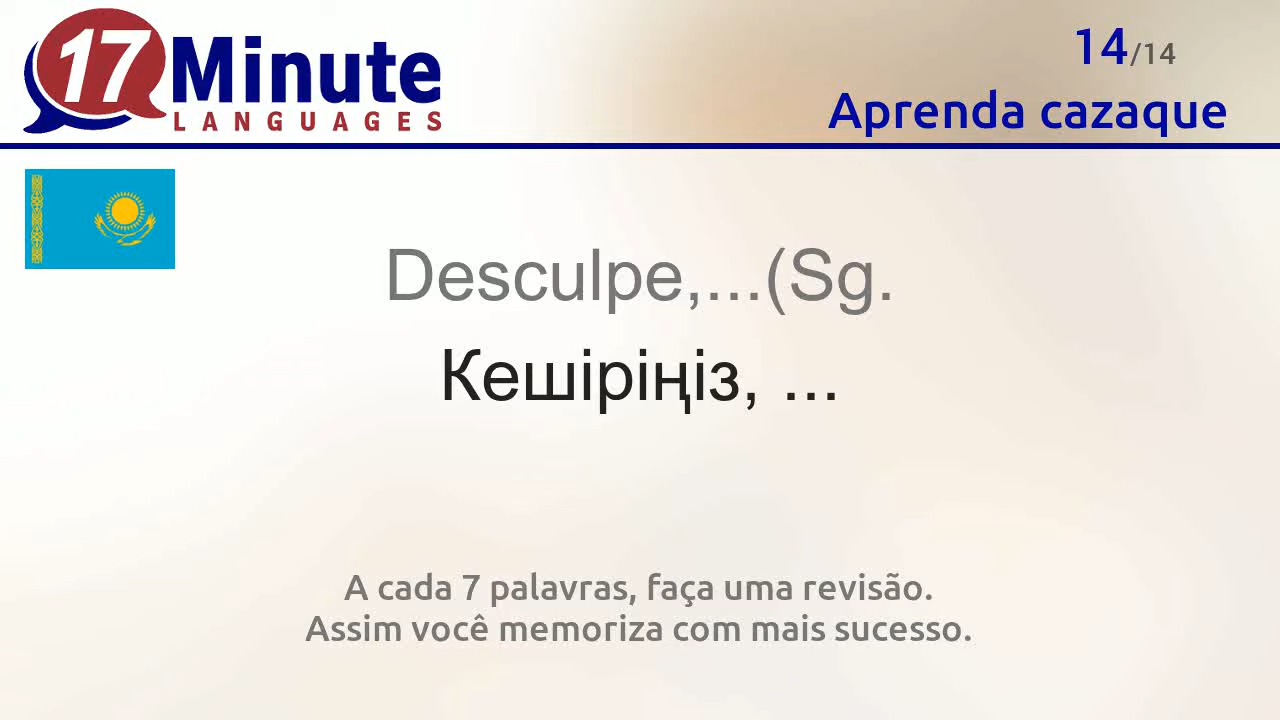 17 Minute
LANGUAGES
14/14
Aprenda cazaque
Desculpe,...(Sg.
Кешіріңіз, ...
A cada 7 palavras, faça uma revisão.
Assim você memoriza com mais sucesso.